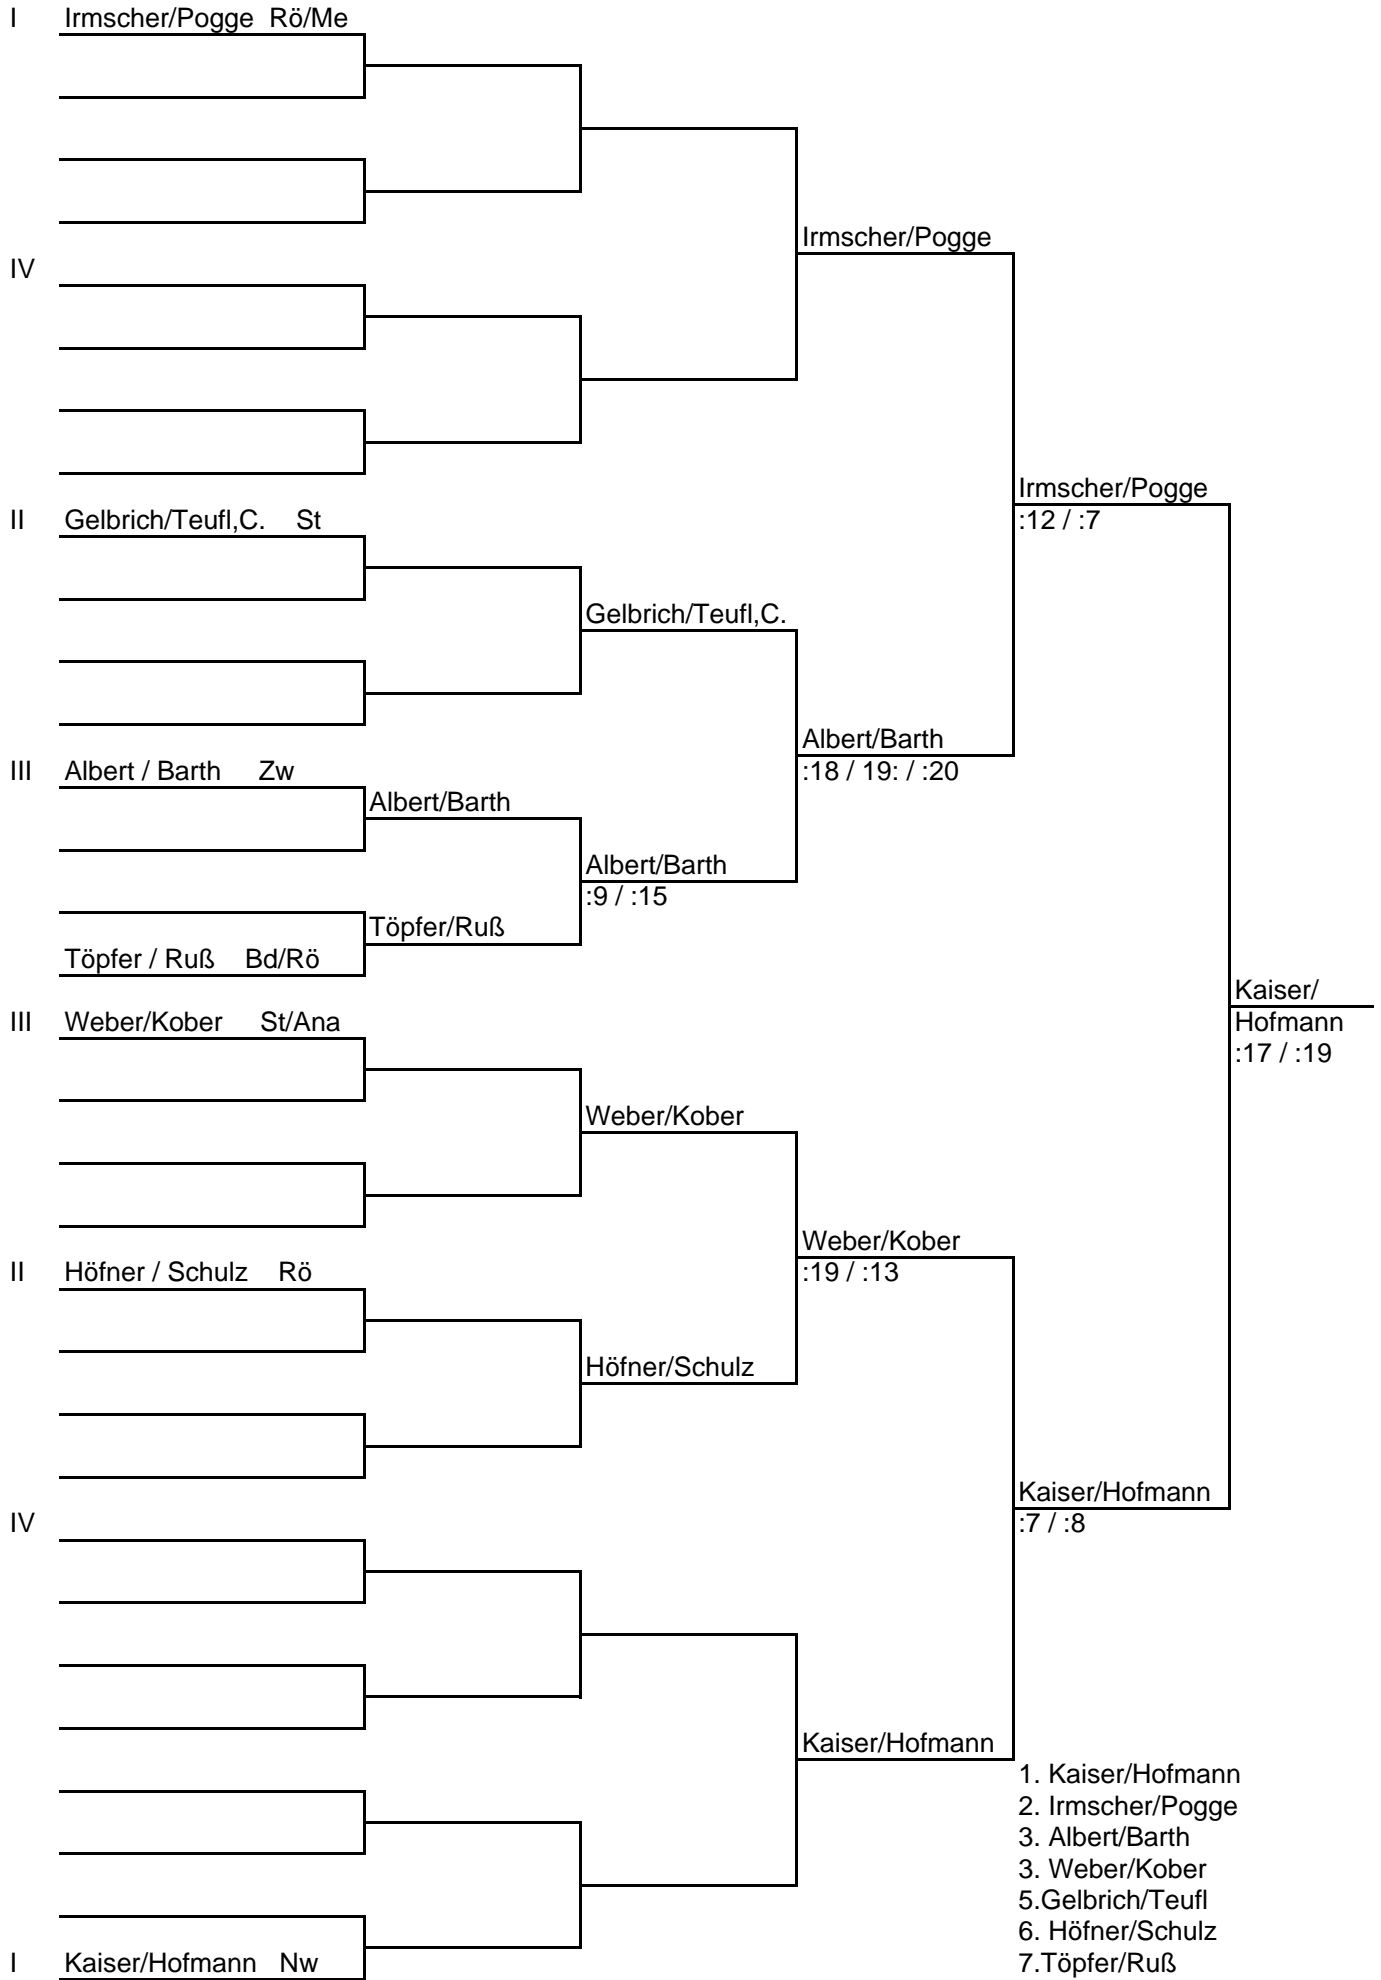 I Irmscher/Pogge Rö/Me
Irmscher/Pogge
IV
Irmscher/Pogge
II Gelbrich/Teufl,C. St
:12 / :7
Gelbrich/Teufl,C.
Albert/Barth
III Albert / Barth Zw
:18 / 19: / :20
Albert/Barth
Albert/Barth
:9 / :15
Töpfer/Ruß
Töpfer / Ruß Bd/Rö
Kaiser/
III Weber/Kober St/Ana
Hofmann
:17 / :19
Weber/Kober
Weber/Kober
II Höfner / Schulz Rö
:19 / :13
Höfner/Schulz
Kaiser/Hofmann
IV
:7 / :8
Kaiser/Hofmann
1. Kaiser/Hofmann
2. Irmscher/Pogge
3. Albert/Barth
3. Weber/Kober
5.Gelbrich/Teufl
6. Höfner/Schulz
I Kaiser/Hofmann Nw
7.Töpfer/Ruß